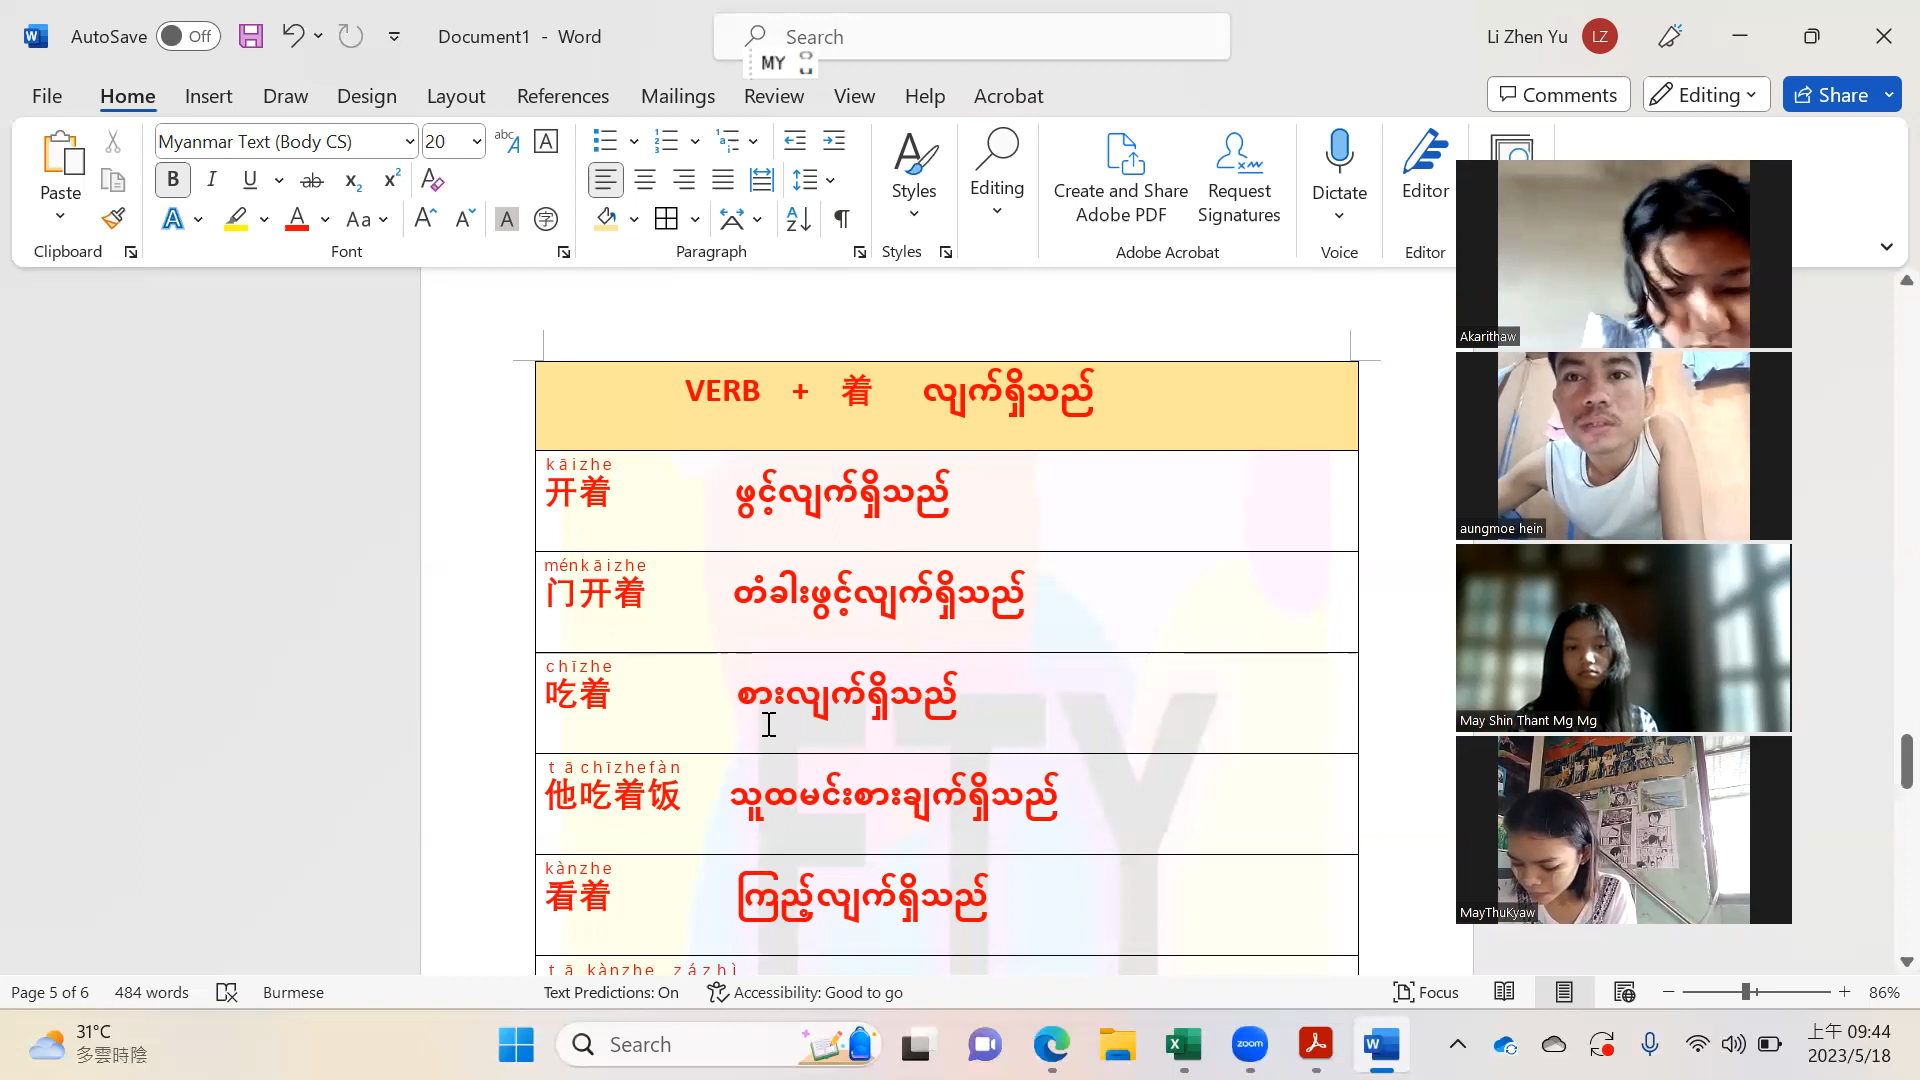 AutoSave Off Document1 - Word Search Li Zhen Yu LZ
MY
File Home Insert Draw Design Layout References Mailings Review View Help Acrobat Comments Editing Share
Myanmar Text (Body CS) 20
Paste Styles Editing Create and Share Adobe PDF Request Signatures Dictate Editor
Clipboard Font Paragraph Styles Adobe Acrobat Voice Editor
VERB + 着 လျက်ရှိသည်
kāizhe
开着 ဖွင့်လျက်ရှိသည်
ménkāizhe
门开着 တံခါးဖွင့်လျက်ရှိသည်
chīzhe
吃着 စားလျက်ရှိသည်
tāchīzhefàn
他吃着饭 သူထမင်းစားချက်ရှိသည်
kànzhe
看着 ကြည့်လျက်ရှိသည်
tā kànzhe zázhì
ETY
Akarithaw
aungmoe hein
May Shin Thant Mg Mg
MayThuKyaw
Page 5 of 6 484 words Burmese Text Predictions: On Accessibility: Good to go Focus 86%
31°C
多雲時陰
Search
zoom
上午 09:44
2023/5/18